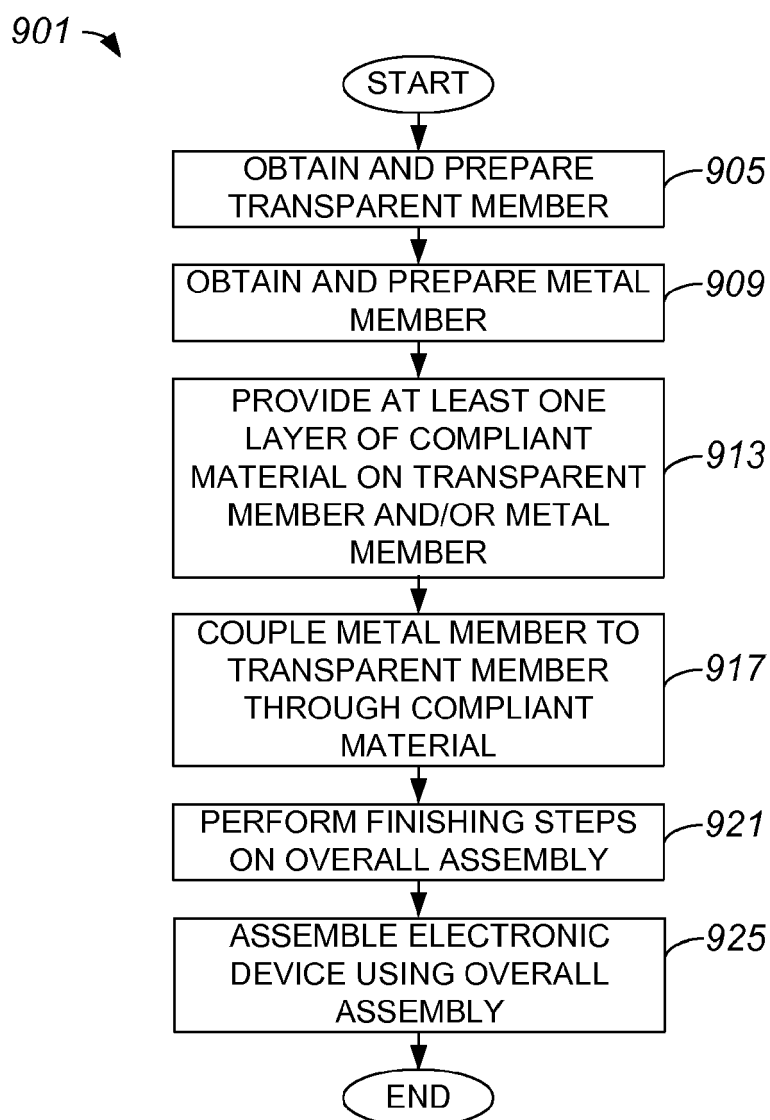 901
START
OBTAIN AND PREPARE
TRANSPARENT MEMBER
905
OBTAIN AND PREPARE METAL
MEMBER
909
PROVIDE AT LEAST ONE
LAYER OF COMPLIANT
MATERIAL ON TRANSPARENT
MEMBER AND/OR METAL
MEMBER
913
COUPLE METAL MEMBER TO
TRANSPARENT MEMBER
THROUGH COMPLIANT
MATERIAL
917
PERFORM FINISHING STEPS
ON OVERALL ASSEMBLY
921
ASSEMBLE ELECTRONIC
DEVICE USING OVERALL
ASSEMBLY
925
END